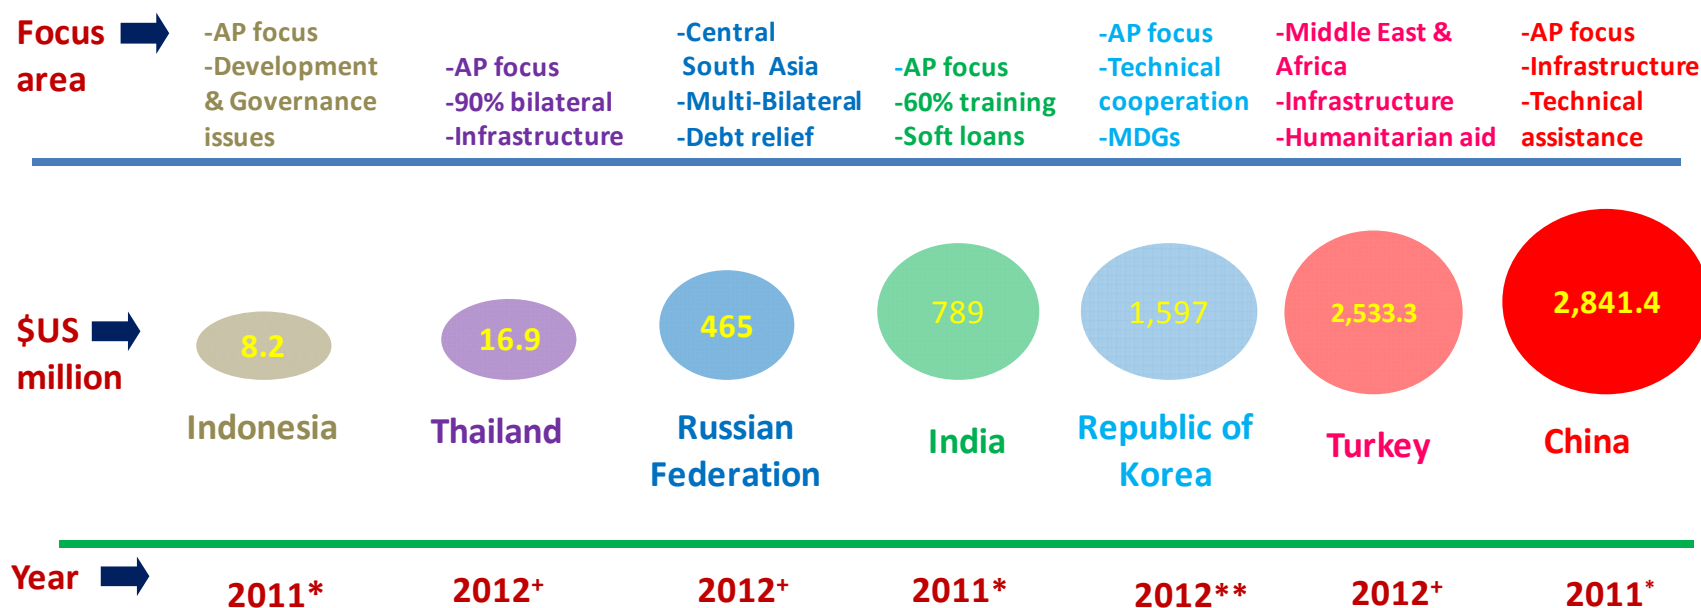 Focus
area
-AP focus
-Development
& Governance
issues
-AP focus
-90% bilateral
-Infrastructure
-Central
South Asia
-Multi-Bilateral
-Debt relief
-AP focus
-60% training
-Soft loans
-AP focus
-Technical
cooperation
-MDGs
-Middle East &
Africa
-Infrastructure
-Humanitarian aid
-AP focus
-Infrastructure
-Technical
assistance
$US
million
8.2
16.9
465
789
1,597
2,533.3
2,841.4
Indonesia
Thailand
Russian
Federation
India
Republic of
Korea
Turkey
China
Year
2011*
2012+
2012+
2011*
2012**
2012+
2011*